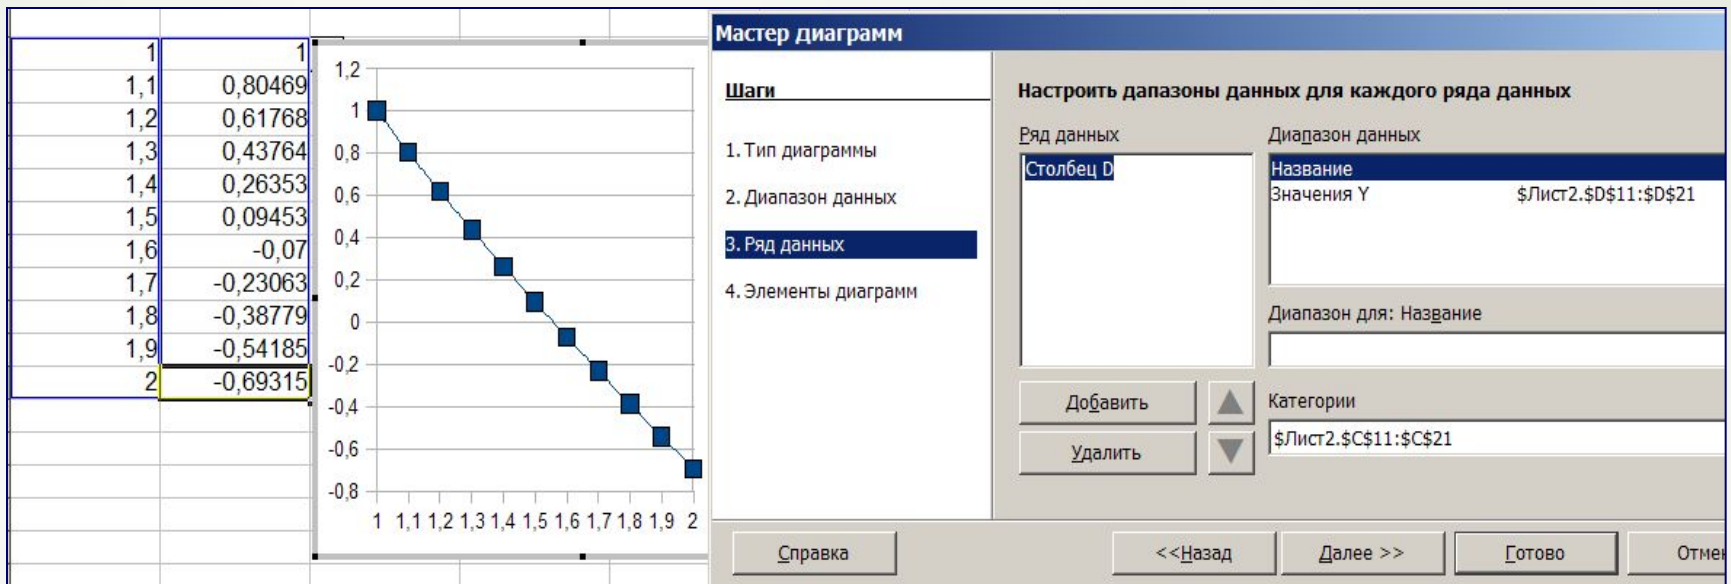 1 1
1,1 0,80469
1,2 0,61768
1,3 0,43764
1,4 0,26353
1,5 0,09453
1,6 -0,07
1,7 -0,23063
1,8 -0,38779
1,9 -0,54185
2 -0,69315
1,2
1
0,8
0,6
0,4
0,2
0
-0,2
-0,4
-0,6
-0,8
1 1,1 1,2 1,3 1,4 1,5 1,6 1,7 1,8 1,9 2
Мастер диаграмм
Шаги
1. Тип диаграммы
2. Диапазон данных
3. Ряд данных
4. Элементы диаграмм
Настроить дапазоны данных для каждого ряда данных
Ряд данных
Столбец D
Диапазон данных
Название
Значения Y $Лист2.$D$11:$D$21
Диапазон для: Название
Добавить
Удалить
Категории
$Лист2.$C$11:$C$21
Справка
<<Назад
Далее >>
Готово